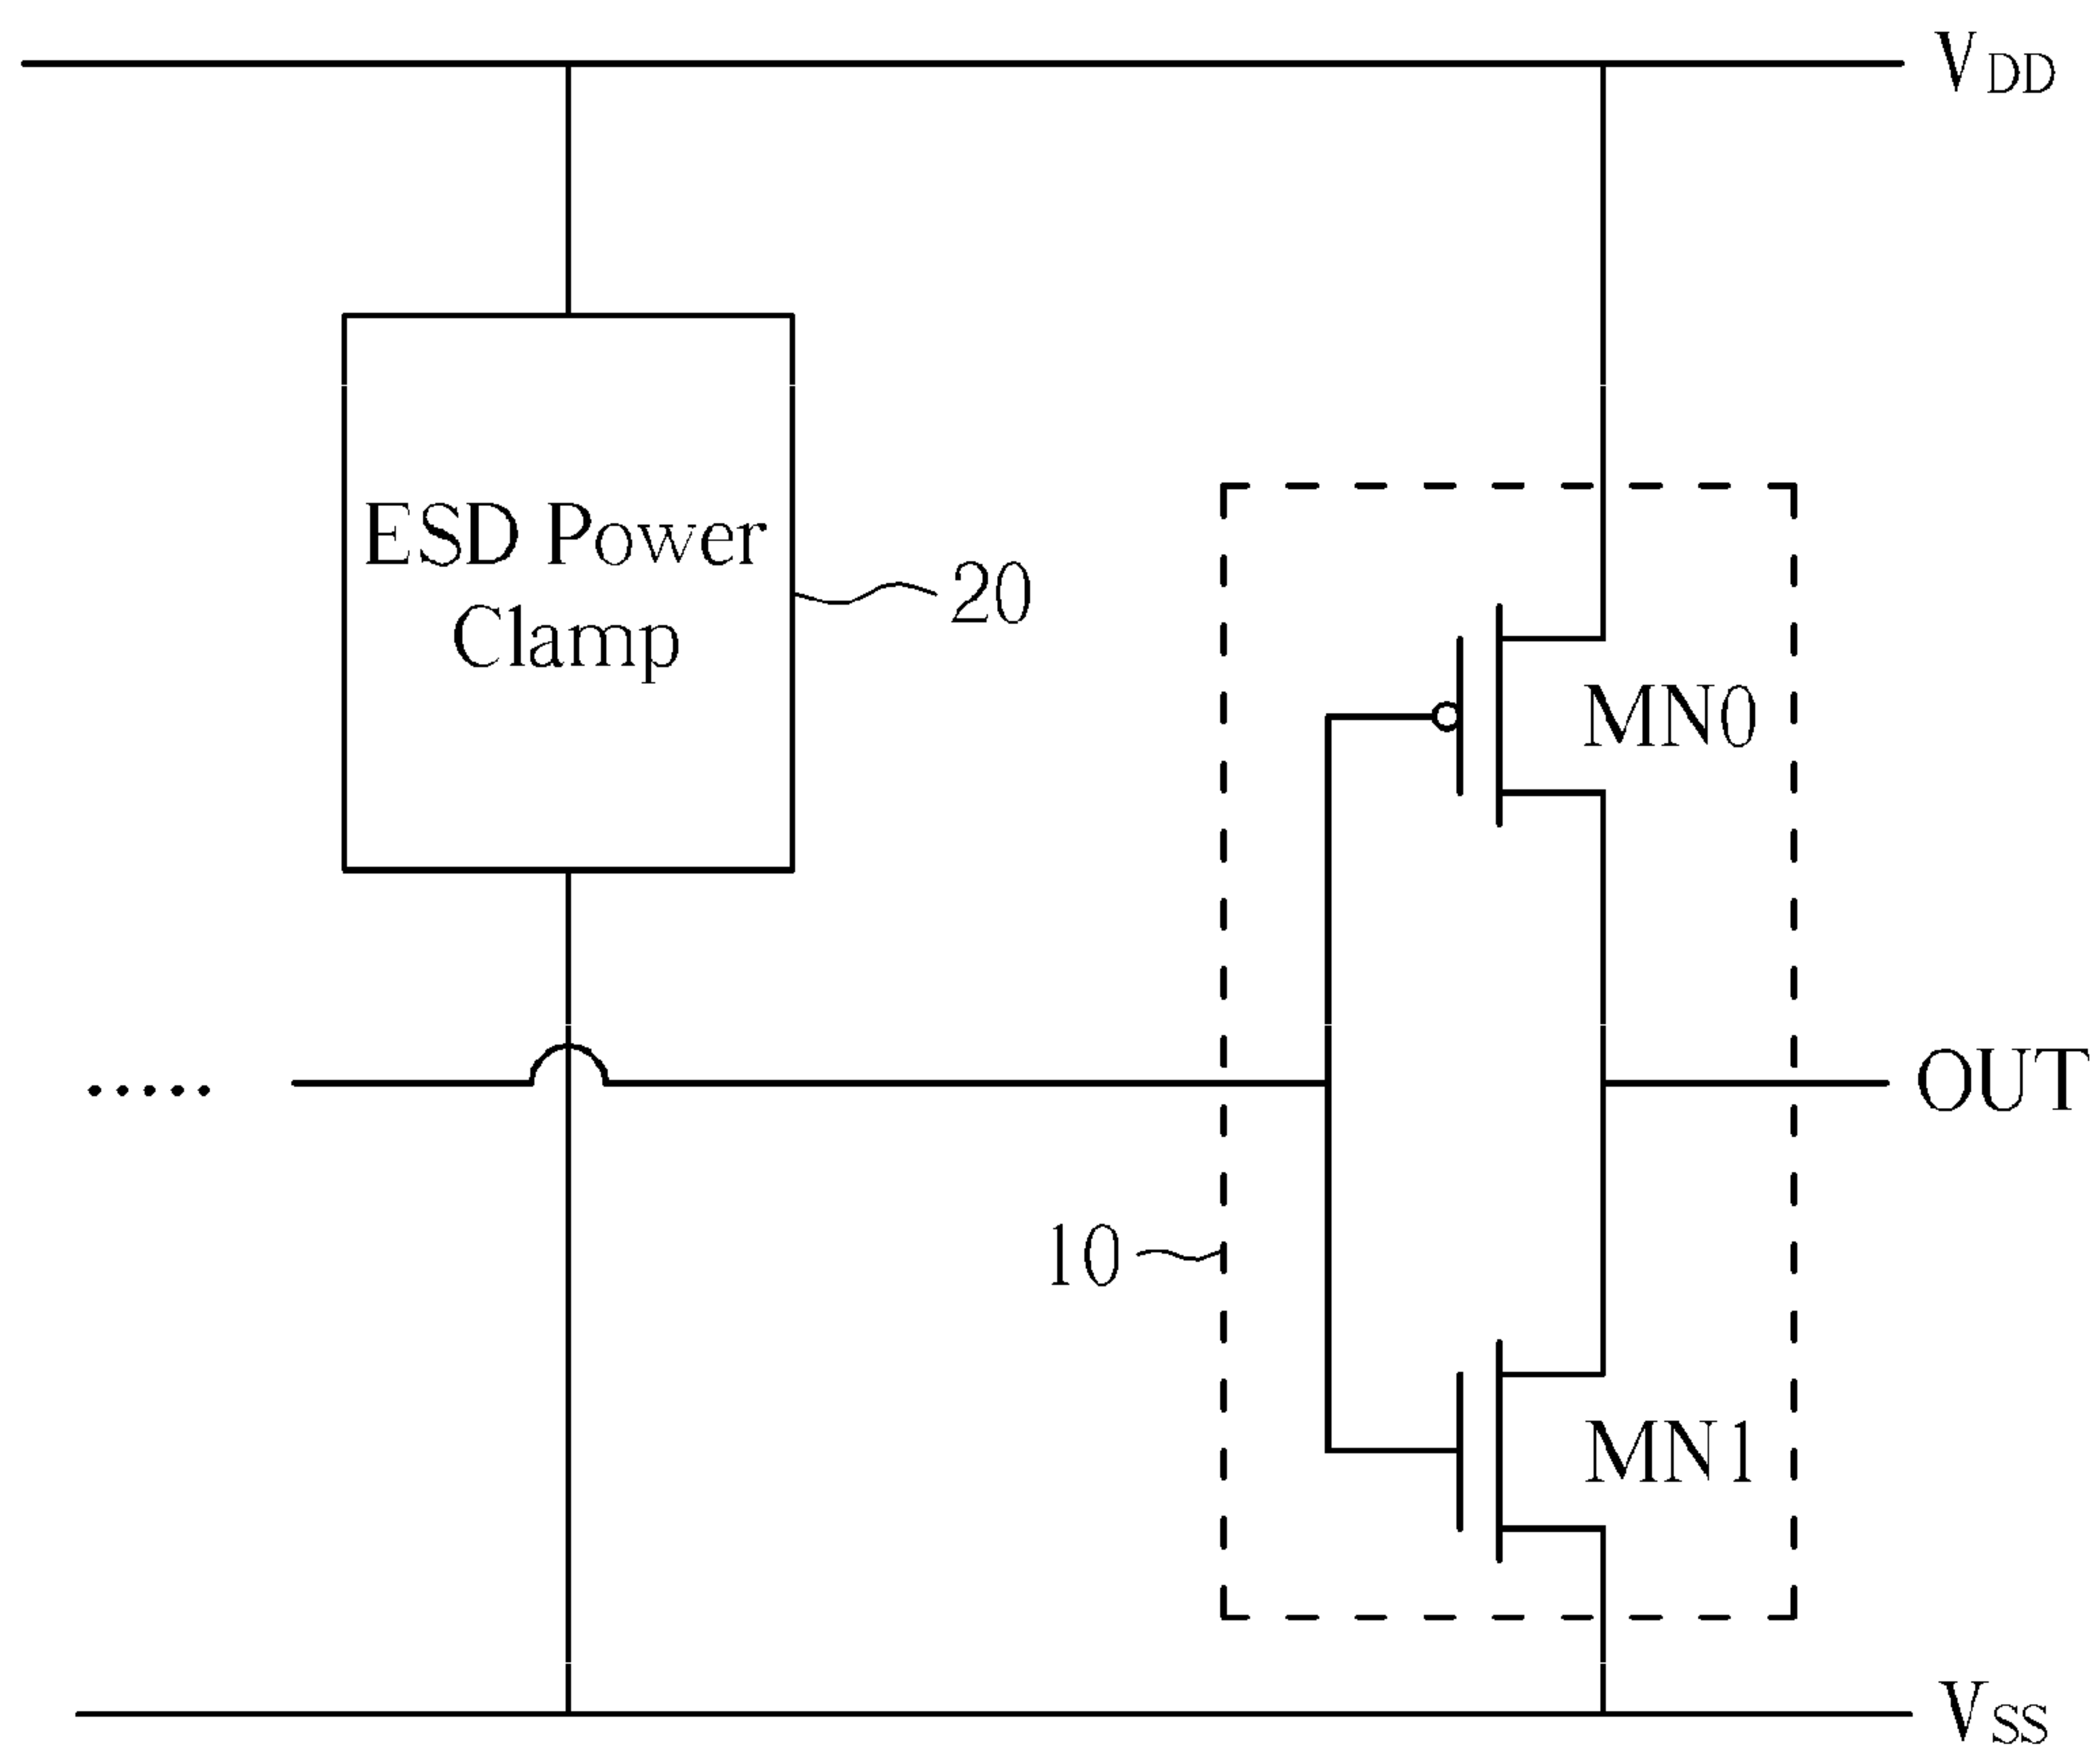 VDD
ESD Power
Clamp
20
MN0
.....
OUT
10
MN1
VSS